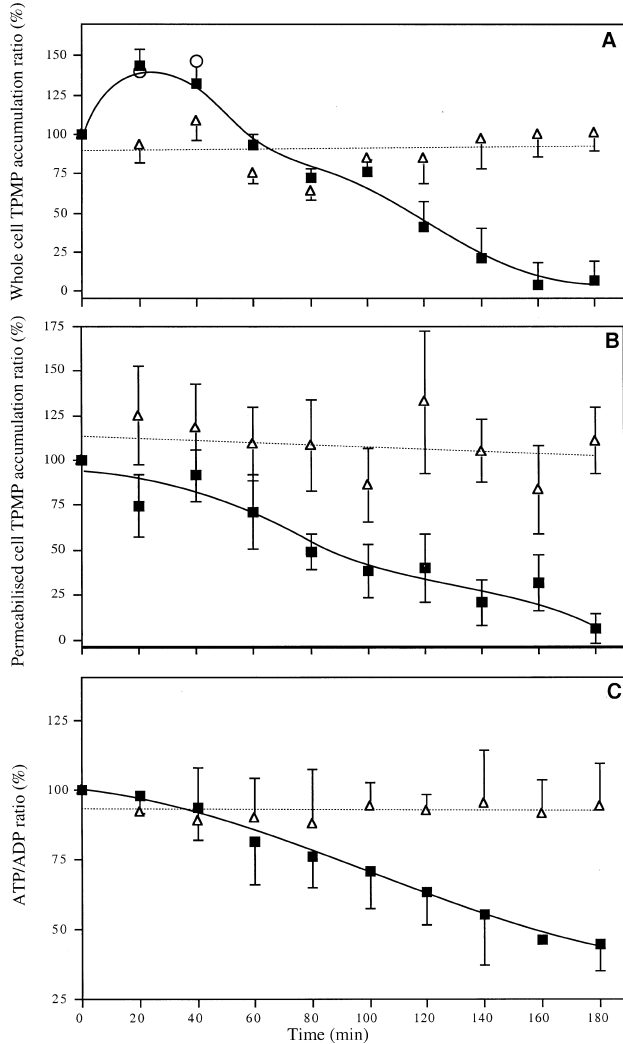 A
Whole cell TPMP accumulation ratio (%)
150
125
100
75
50
25
0
B
Permeabilised cell TPMP accumulation ratio (%)
175
150
125
100
75
50
25
0
C
ATP/ADP ratio (%)
125
100
75
50
25
0 20 40 60 80 100 120 140 160 180
Time (min)